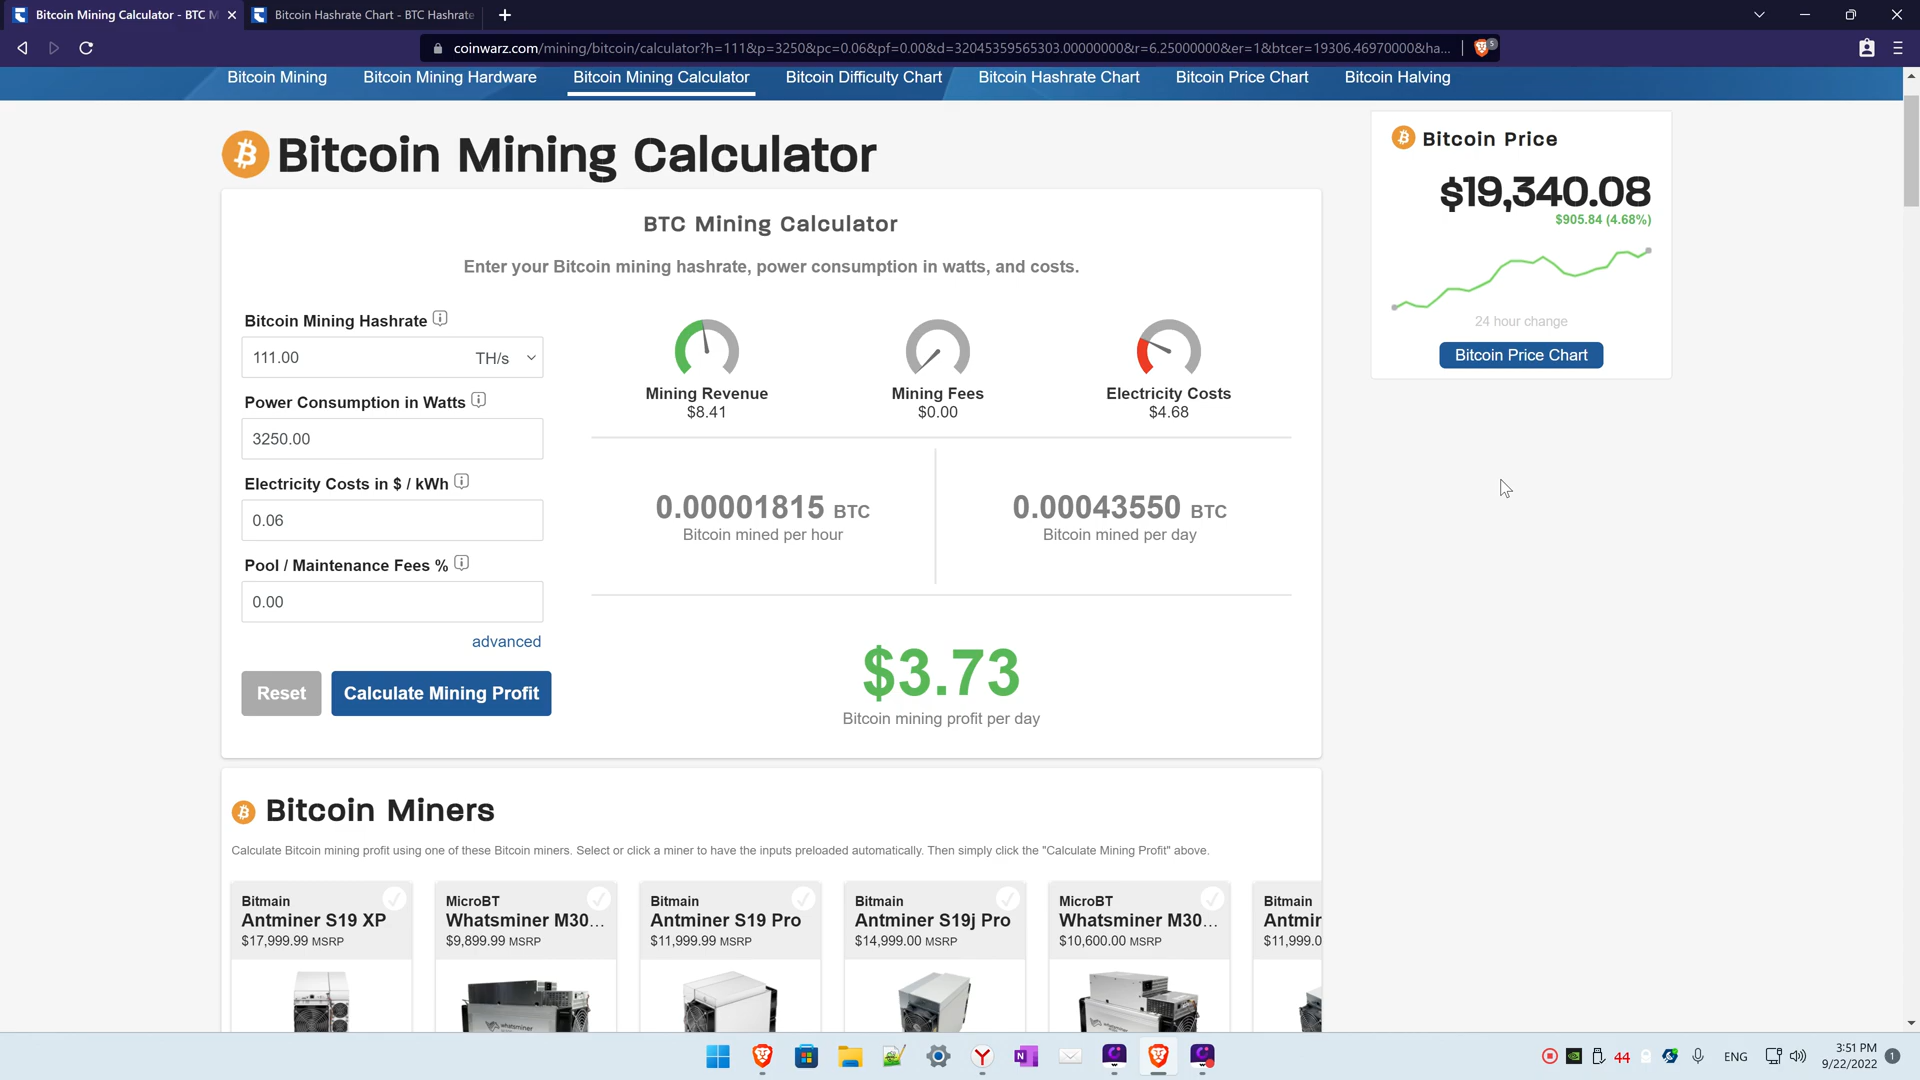 Bitcoin Mining Calculator - BTC M
Bitcoin Hashrate Chart - BTC Hashrate
coinwarz.com/mining/bitcoin/calculator?h=111&p=3250&pc=0.06&pf=0.00&d=32045359565303.00000000&r=6.25000000&er=1&btcer=19306.46970000&ha...
5
Bitcoin Mining
Bitcoin Mining Hardware
Bitcoin Mining Calculator
Bitcoin Difficulty Chart
Bitcoin Hashrate Chart
Bitcoin Price Chart
Bitcoin Halving
Bitcoin Mining Calculator
BTC Mining Calculator
Enter your Bitcoin mining hashrate, power consumption in watts, and costs.
Bitcoin Mining Hashrate
111.00 TH/s
Power Consumption in Watts
3250.00
Electricity Costs in $ / kWh
0.06
Pool / Maintenance Fees %
0.00
advanced
Reset
Calculate Mining Profit
Mining Revenue
$8.41
Mining Fees
$0.00
Electricity Costs
$4.68
0.00001815 BTC
Bitcoin mined per hour
0.00043550 BTC
Bitcoin mined per day
$3.73
Bitcoin mining profit per day
Bitcoin Price
$19,340.08
$905.84 (4.68%)
24 hour change
Bitcoin Price Chart
Bitcoin Miners
Calculate Bitcoin mining profit using one of these Bitcoin miners. Select or click a miner to have the inputs preloaded automatically. Then simply click the "Calculate Mining Profit" above.
Bitmain
Antminer S19 XP
$17,999.99 MSRP
MicroBT
Whatsminer M30...
$9,899.99 MSRP
whatsminer
Bitmain
Antminer S19 Pro
$11,999.99 MSRP
Bitmain
Antminer S19j Pro
$14,999.00 MSRP
MicroBT
Whatsminer M30...
$10,600.00 MSRP
Bitmain
Antmin
$11,999.0
44
ENG
3:51 PM
9/22/2022
1